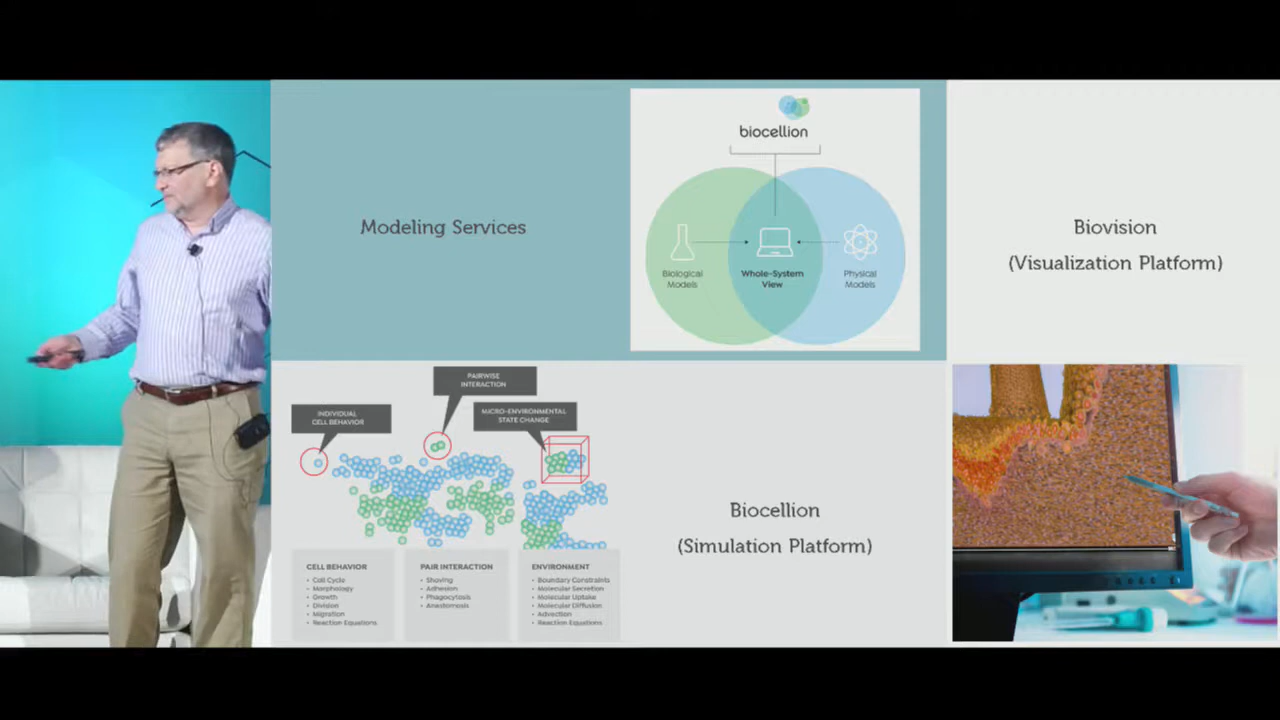 Modeling Services
biocellion
Biological
Models
Whole-System
View
Physical
Models
Biovision
(Visualization Platform)
INDIVIDUAL
CELL BEHAVIOR
PAIRWISE
INTERACTION
MICRO-ENVIRONMENTAL
STATE CHANGE
CELL BEHAVIOR
• Cell Cycle
• Morphology
• Growth
• Division
• Migration
• Reaction Equations
PAIR INTERACTION
• Shoving
• Adhesion
• Phagocytosis
• Anastomosis
ENVIRONMENT
• Boundary Constraints
• Molecular Secretion
• Molecular Uptake
• Molecular Diffusion
• Advection
• Reaction Equations
Biocellion
(Simulation Platform)